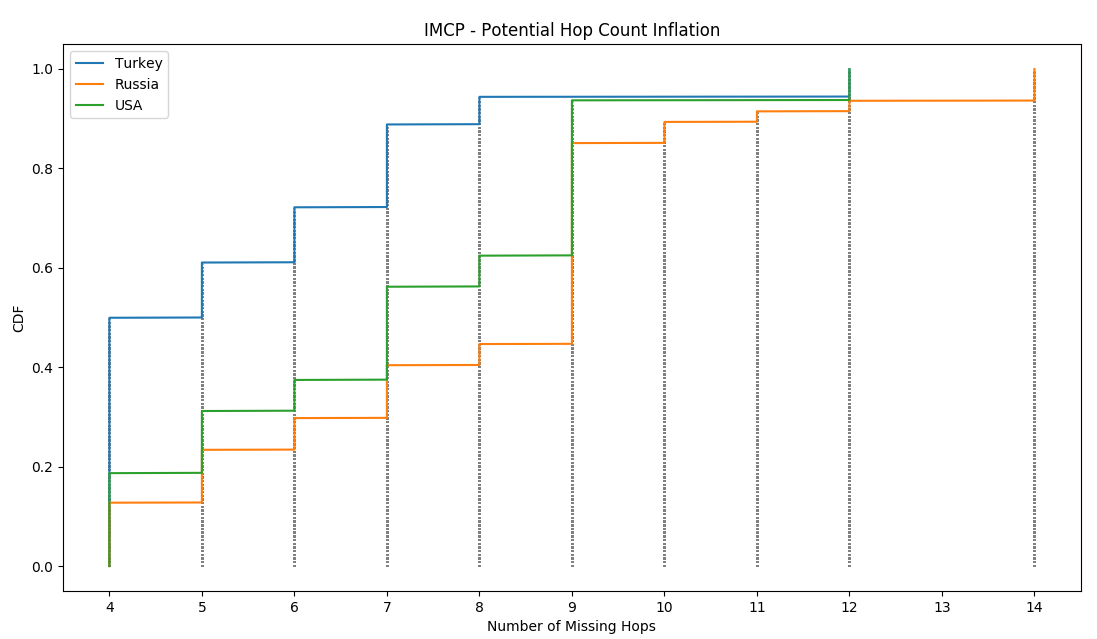 IMCP - Potential Hop Count Inflation
Turkey
Russia
USA
1.0
0.8
0.6
0.4
0.2
0.0
CDF
4 5 6 7 8 9 10 11 12 13 14
Number of Missing Hops